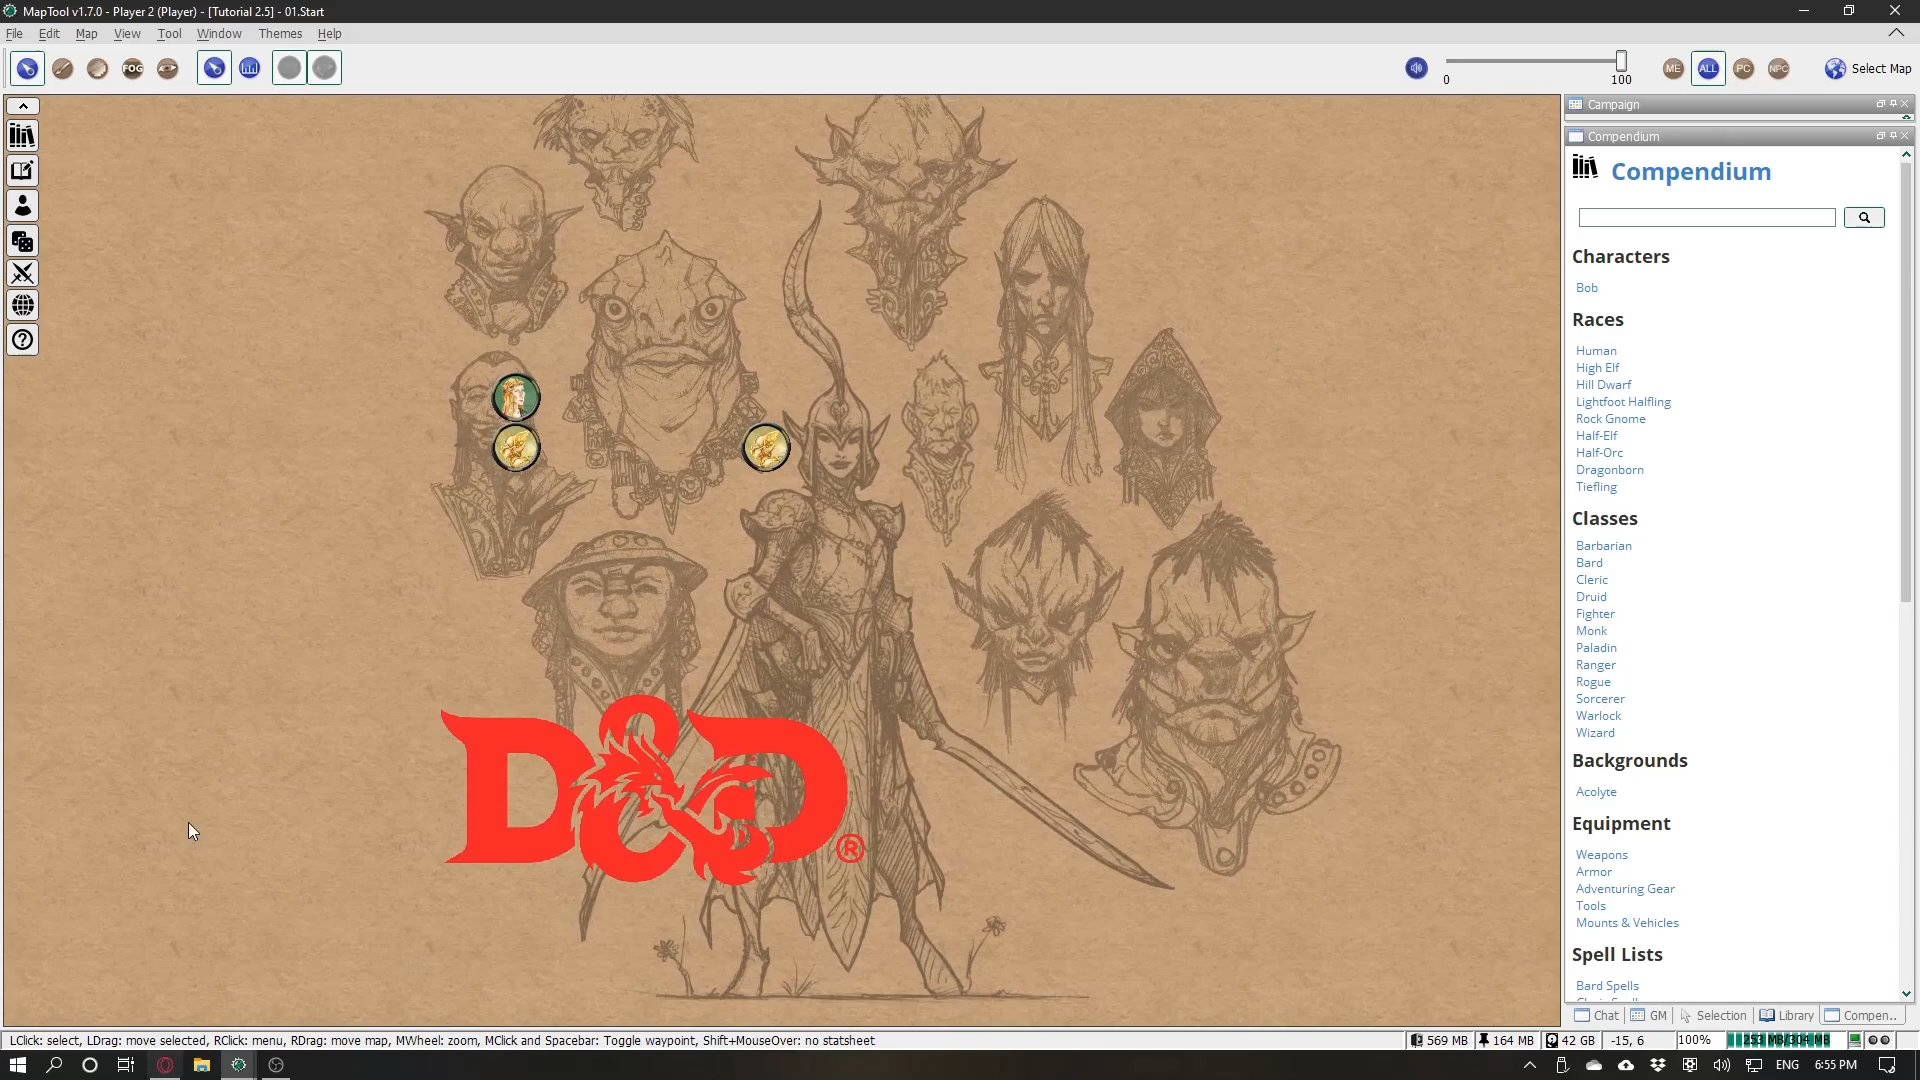 MapTool v1.7.0 - Player 2 (Player) - [Tutorial 2.5] - 01.Start
File Edit Map View Tool Window Themes Help
FOG
0 100
ME ALL PC NPC Select Map
Campaign
Compendium
Compendium
Characters
Bob
Races
Human
High Elf
Hill Dwarf
Lightfoot Halfling
Rock Gnome
Half-Elf
Half-Orc
Dragonborn
Tiefling
Classes
Barbarian
Bard
Cleric
Druid
Fighter
Monk
Paladin
Ranger
Rogue
Sorcerer
Warlock
Wizard
Backgrounds
Acolyte
Equipment
Weapons
Armor
Adventuring Gear
Tools
Mounts & Vehicles
Spell Lists
Bard Spells
D&D®
Chat GM Selection Library Compen...
LClick: select, LDrag: move selected, RClick: menu, RDrag: move map, MWheel: zoom, MClick and Spacebar: Toggle waypoint, Shift+MouseOver: no statsheet
569 MB 164 MB 42 GB -15, 6 100% 253 MB/304 MB
ENG 6:55 PM